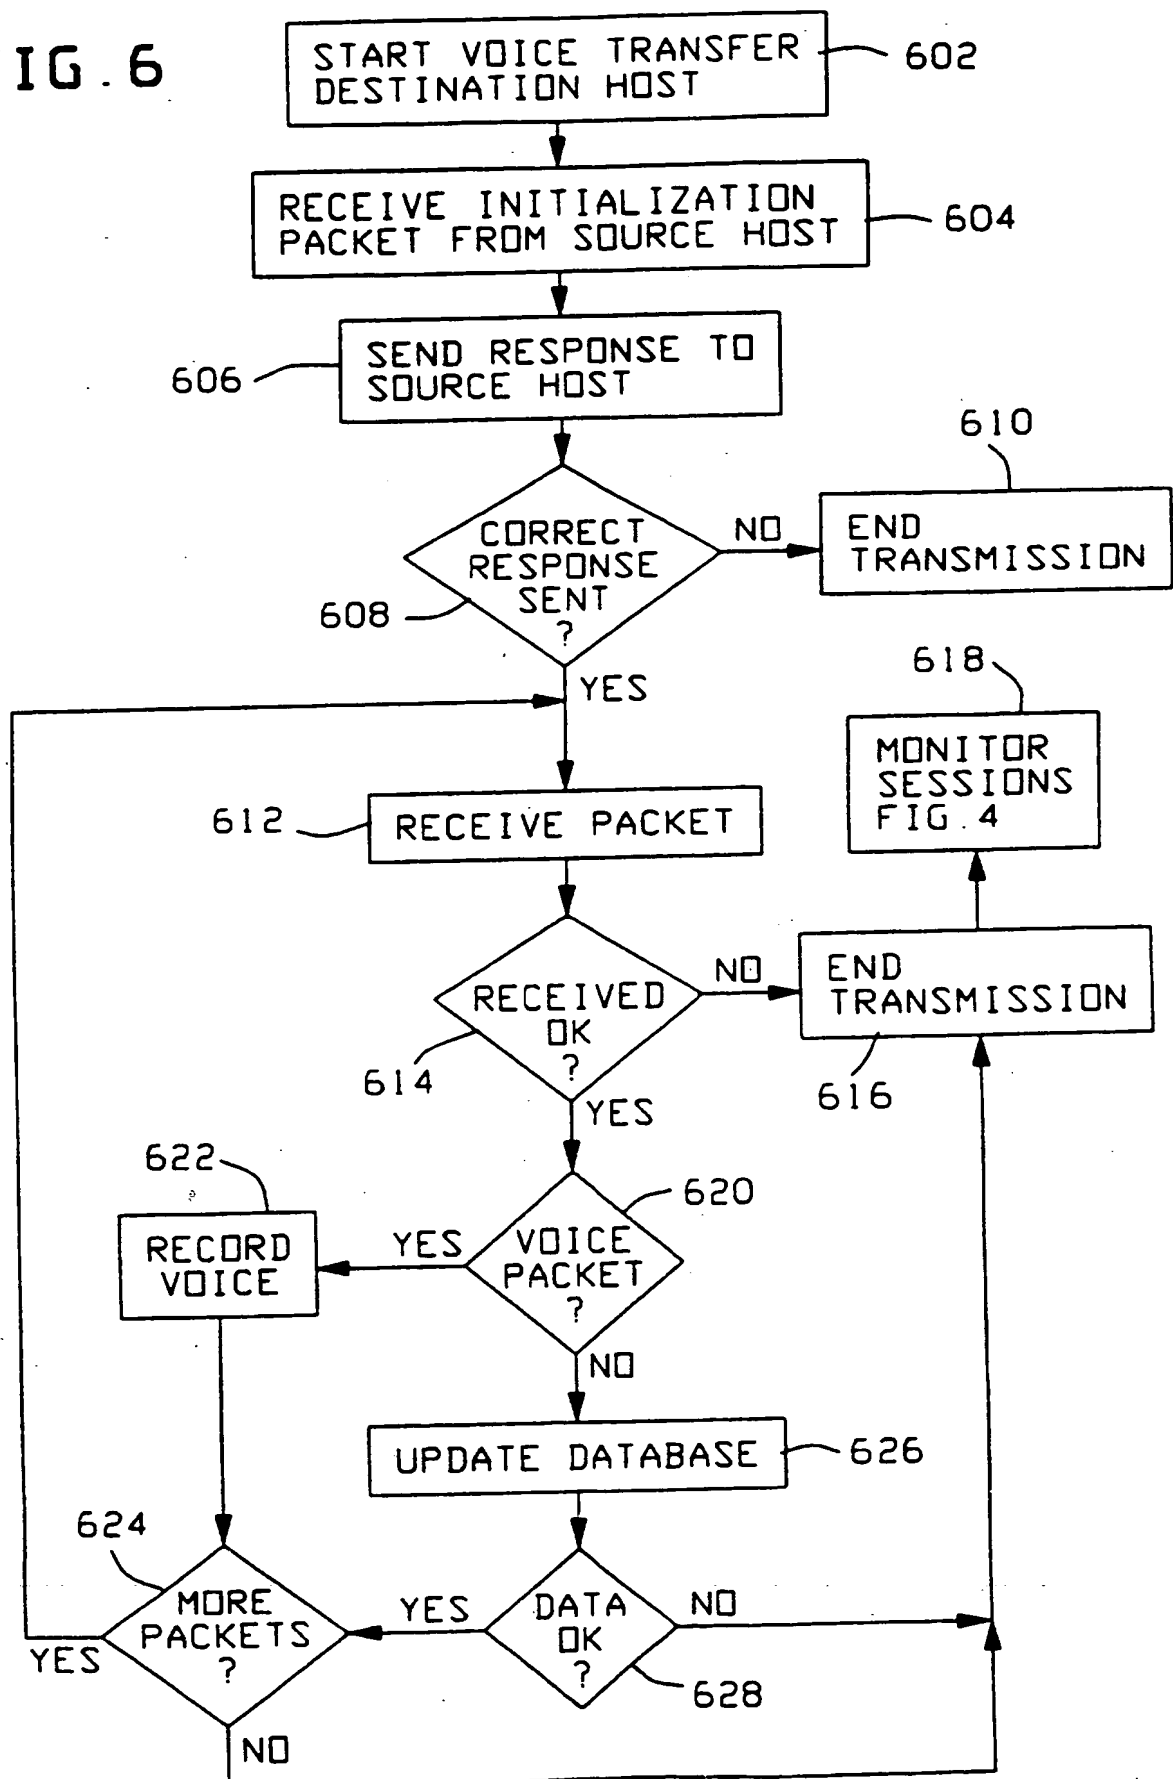 IG.6
START VOICE TRANSFER
DESTINATION HOST
602
RECEIVE INITIALIZATION
PACKET FROM SOURCE HOST
604
SEND RESPONSE TO
SOURCE HOST
606
610
CORRECT
RESPONSE
SENT
?
NO
END
TRANSMISSION
608
618
YES
MONITOR
SESSIONS
FIG.4
612
RECEIVE PACKET
RECEIVED
OK
?
NO
END
TRANSMISSION
614
616
YES
622
620
RECORD
VOICE
YES
VOICE
PACKET
?
NO
UPDATE DATABASE
626
624
MORE
PACKETS
?
YES
DATA
OK
?
NO
YES
628
NO